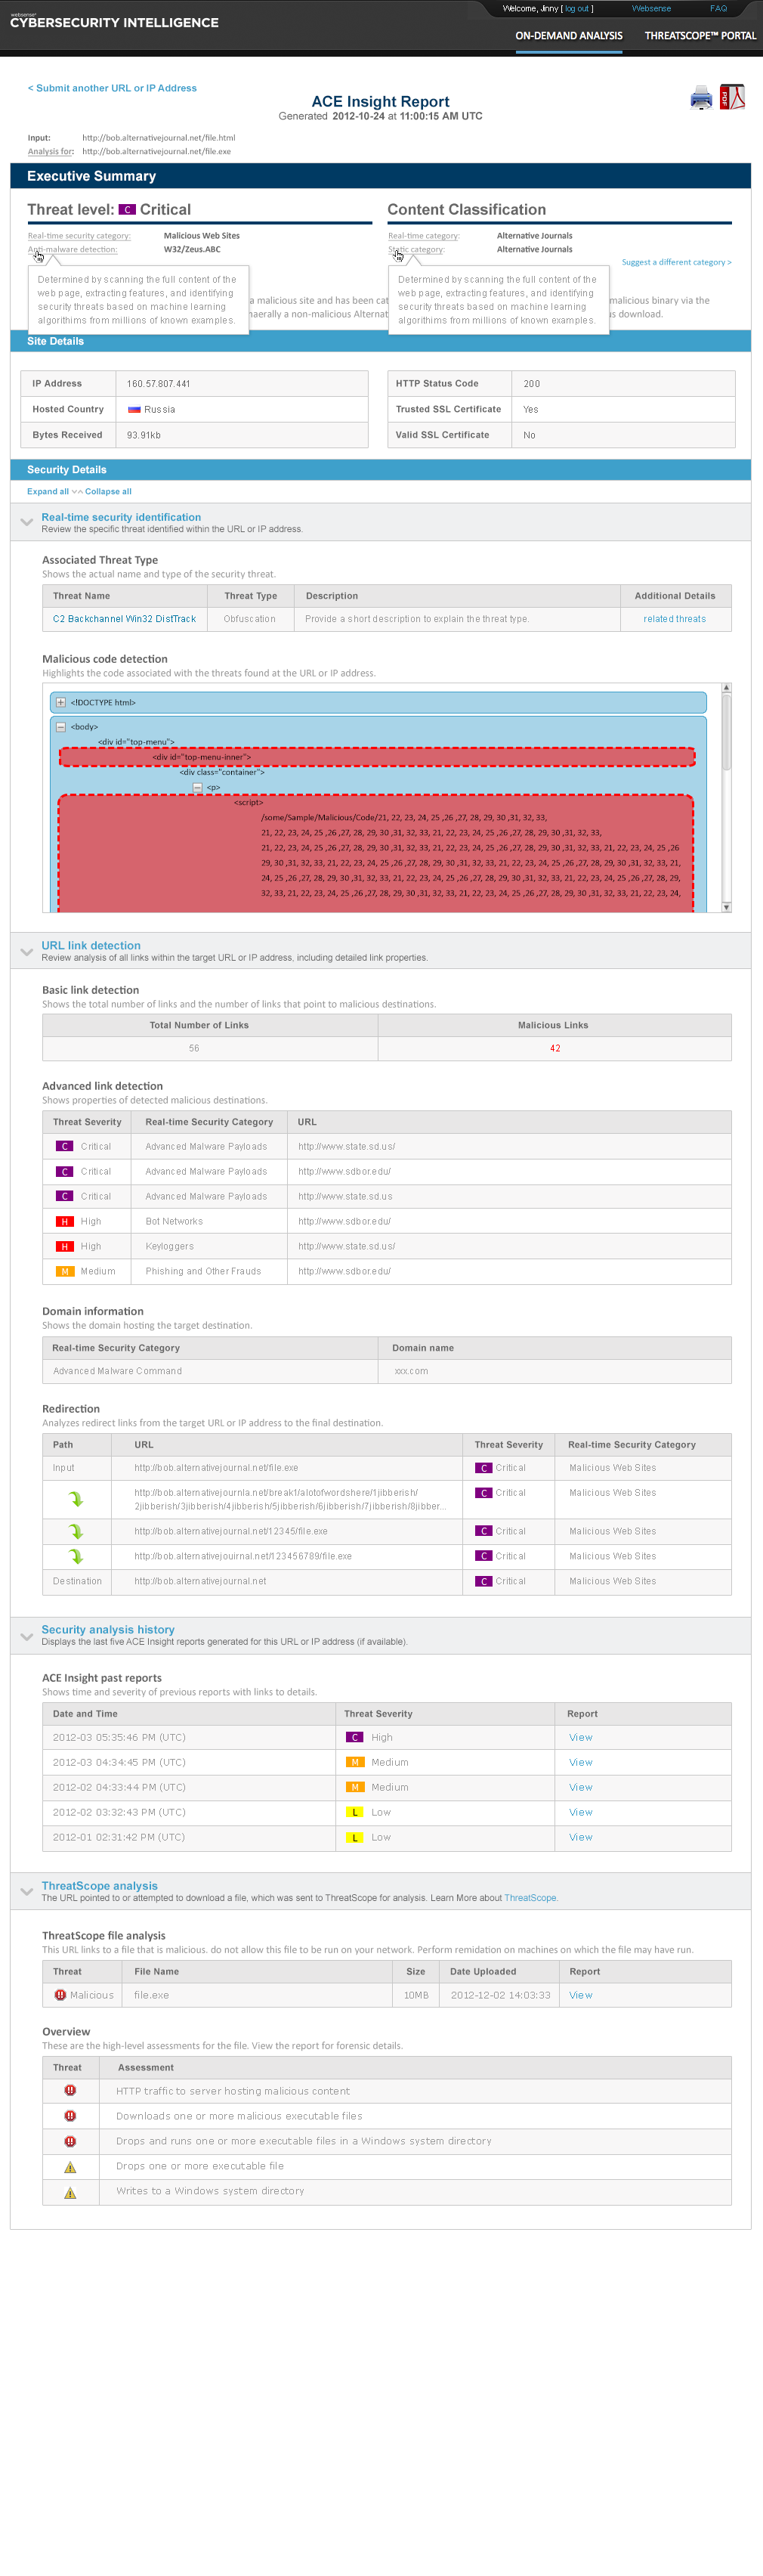 websense®
CYBERSECURITY INTELLIGENCE
Welcome, Jinny [ log out ] Websense FAQ
ON-DEMAND ANALYSIS THREATSCOPE™ PORTAL
< Submit another URL or IP Address
ACE Insight Report
Generated 2012-10-24 at 11:00:15 AM UTC
PDF
Input: http://bob.alternativejournal.net/file.html
Analysis for: http://bob.alternativejournal.net/file.exe
Executive Summary
Threat level: C Critical
Content Classification
Real-time security category: Malicious Web Sites
Anti-malware detection: W32/Zeus.ABC
Real-time category: Alternative Journals
Static category: Alternative Journals
Suggest a different category >
Determined by scanning the full content of the
web page, extracting features, and identifying
security threats based on machine learning
algorithms from millions of known examples.
a malicious site and has been cat
naerally a non-malicious Alternat
Determined by scanning the full content of the
web page, extracting features, and identifying
security threats based on machine learning
algorithms from millions of known examples.
malicious binary via the
s download.
Site Details
IP Address 160.57.807.441
Hosted Country Russia
Bytes Received 93.91kb
HTTP Status Code 200
Trusted SSL Certificate Yes
Valid SSL Certificate No
Security Details
Expand all Collapse all
Real-time security identification
Review the specific threat identified within the URL or IP address.
Associated Threat Type
Shows the actual name and type of the security threat.
Threat Name Threat Type Description Additional Details
C2 Backchannel Win32 DistTrack Obfuscation Provide a short description to explain the threat type. related threats
Malicious code detection
Highlights the code associated with the threats found at the URL or IP address.
<!DOCTYPE html>
<body>
<div id="top-menu">
<div id="top-menu-inner">
<div class="container">
<p>
<script>
/some/Sample/Malicious/Code/21, 22, 23, 24, 25 ,26 ,27, 28, 29, 30 ,31, 32, 33,
21, 22, 23, 24, 25 ,26 ,27, 28, 29, 30 ,31, 32, 33, 21, 22, 23, 24, 25 ,26 ,27, 28, 29, 30 ,31, 32, 33,
21, 22, 23, 24, 25 ,26 ,27, 28, 29, 30 ,31, 32, 33, 21, 22, 23, 24, 25 ,26 ,27, 28, 29, 30 ,31, 32, 33, 21, 22, 23, 24, 25 ,26
29, 30 ,31, 32, 33, 21, 22, 23, 24, 25 ,26 ,27, 28, 29, 30 ,31, 32, 33, 21, 22, 23, 24, 25 ,26 ,27, 28, 29, 30 ,31, 32, 33, 21,
24, 25 ,26 ,27, 28, 29, 30 ,31, 32, 33, 21, 22, 23, 24, 25 ,26 ,27, 28, 29, 30 ,31, 32, 33, 21, 22, 23, 24, 25 ,26 ,27, 28, 29,
32, 33, 21, 22, 23, 24, 25 ,26 ,27, 28, 29, 30 ,31, 32, 33, 21, 22, 23, 24, 25 ,26 ,27, 28, 29, 30 ,31, 32, 33, 21, 22, 23, 24,
URL link detection
Review analysis of all links within the target URL or IP address, including detailed link properties.
Basic link detection
Shows the total number of links and the number of links that point to malicious destinations.
Total Number of Links Malicious Links
56 42
Advanced link detection
Shows properties of detected malicious destinations.
Threat Severity Real-time Security Category URL
C Critical Advanced Malware Payloads http://www.state.sd.us/
C Critical Advanced Malware Payloads http://www.sdbor.edu/
C Critical Advanced Malware Payloads http://www.state.sd.us
H High Bot Networks http://www.sdbor.edu/
H High Keyloggers http://www.state.sd.us/
M Medium Phishing and Other Frauds http://www.sdbor.edu/
Domain information
Shows the domain hosting the target destination.
Real-time Security Category Domain name
Advanced Malware Command xxx.com
Redirection
Analyzes redirect links from the target URL or IP address to the final destination.
Path URL Threat Severity Real-time Security Category
Input http://bob.alternativejournal.net/file.exe C Critical Malicious Web Sites
http://bob.alternativejournla.net/break1/alotofwordshere/1jibberish/ C Critical Malicious Web Sites
2jibberish/3jibberish/4jibberish/5jibberish/6jibberish/7jibberish/8jibber...
http://bob.alternativejournal.net/12345/file.exe C Critical Malicious Web Sites
http://bob.alternativejouirnal.net/123456789/file.exe C Critical Malicious Web Sites
Destination http://bob.alternativejournal.net C Critical Malicious Web Sites
Security analysis history
Displays the last five ACE Insight reports generated for this URL or IP address (if available).
ACE Insight past reports
Shows time and severity of previous reports with links to details.
Date and Time Threat Severity Report
2012-03 05:35:46 PM (UTC) C High View
2012-03 04:34:45 PM (UTC) M Medium View
2012-02 04:33:44 PM (UTC) M Medium View
2012-02 03:32:43 PM (UTC) L Low View
2012-01 02:31:42 PM (UTC) L Low View
ThreatScope analysis
The URL pointed to or attempted to download a file, which was sent to ThreatScope for analysis. Learn More about ThreatScope.
ThreatScope file analysis
This URL links to a file that is malicious. do not allow this file to be run on your network. Perform remidation on machines on which the file may have run.
Threat File Name Size Date Uploaded Report
Malicious file.exe 10MB 2012-12-02 14:03:33 View
Overview
These are the high-level assessments for the file. View the report for forensic details.
Threat Assessment
HTTP traffic to server hosting malicious content
Downloads one or more malicious executable files
Drops and runs one or more executable files in a Windows system directory
Drops one or more executable file
Writes to a Windows system directory